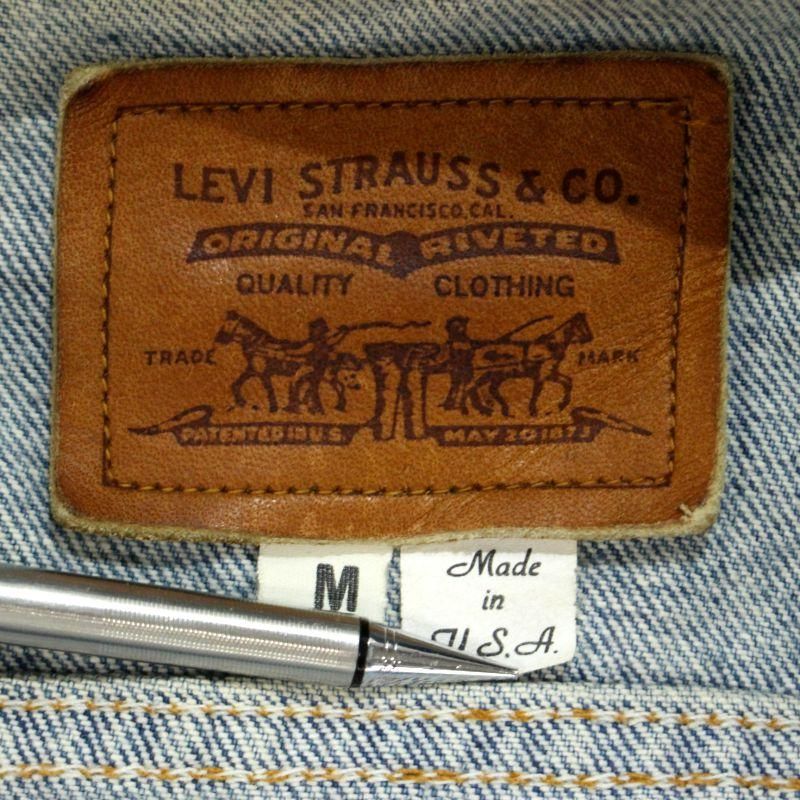 LEVI STRAUSS & CO.
SAN FRANCISCO, CAL.
ORIGINAL RIVETED
QUALITY CLOTHING
TRADE MARK
PATENTED IN U.S. MAY 20 1873
M
Made
in
U.S.A.